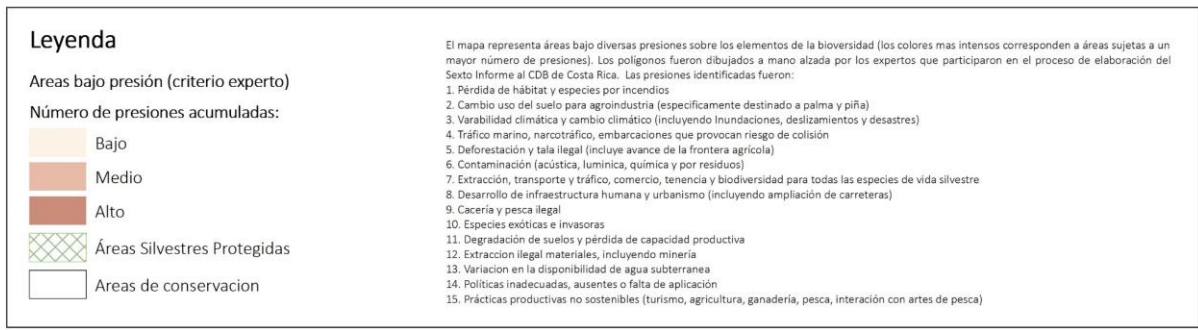 Leyenda
Areas bajo presión (criterio experto)
Número de presiones acumuladas:
Bajo
Medio
Alto
Áreas Silvestres Protegidas
Areas de conservacion
El mapa representa áreas bajo diversas presiones sobre los elementos de la bioversidad (los colores mas intensos corresponden a áreas sujetas a un
mayor número de presiones). Los polígonos fueron dibujados a mano alzada por los expertos que participaron en el proceso de elaboración del
Sexto Informe al CDB de Costa Rica. Las presiones identificadas fueron:
1. Pérdida de hábitat y especies por incendios
2. Cambio uso del suelo para agroindustria (especificamente destinado a palma y piña)
3. Varabilidad climática y cambio climático (incluyendo Inundaciones, deslizamientos y desastres)
4. Tráfico marino, narcotráfico, embarcaciones que provocan riesgo de colisión
5. Deforestación y tala ilegal (incluye avance de la frontera agrícola)
6. Contaminación (acústica, luminica, química y por residuos)
7. Extracción, transporte y tráfico, comercio, tenencia y biodiversidad para todas las especies de vida silvestre
8. Desarrollo de infraestructura humana y urbanismo (incluyendo ampliación de carreteras)
9. Cacería y pesca ilegal
10. Especies exóticas e invasoras
11. Degradación de suelos y pérdida de capacidad productiva
12. Extraccion ilegal materiales, incluyendo minería
13. Variacion en la disponibilidad de agua subterranea
14. Políticas inadecuadas, ausentes o falta de aplicación
15. Prácticas productivas no sostenibles (turismo, agricultura, ganadería, pesca, interación con artes de pesca)